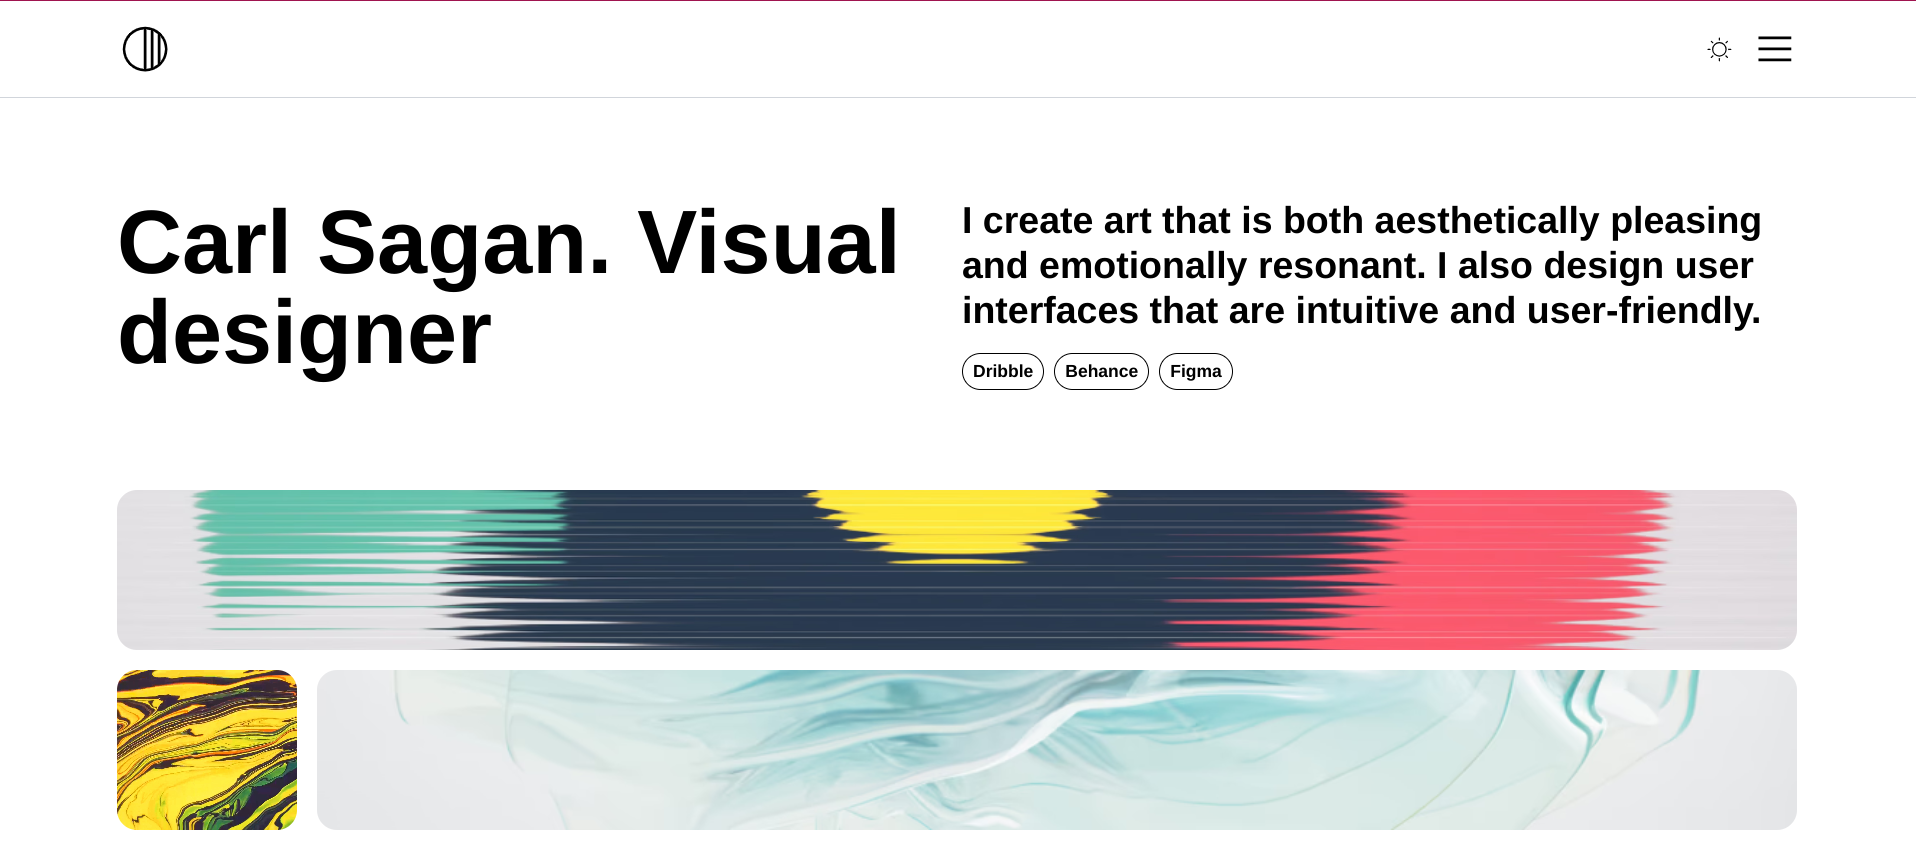 Carl Sagan. Visual
designer
I create art that is both aesthetically pleasing
and emotionally resonant. I also design user
interfaces that are intuitive and user-friendly.
Dribble
Behance
Figma